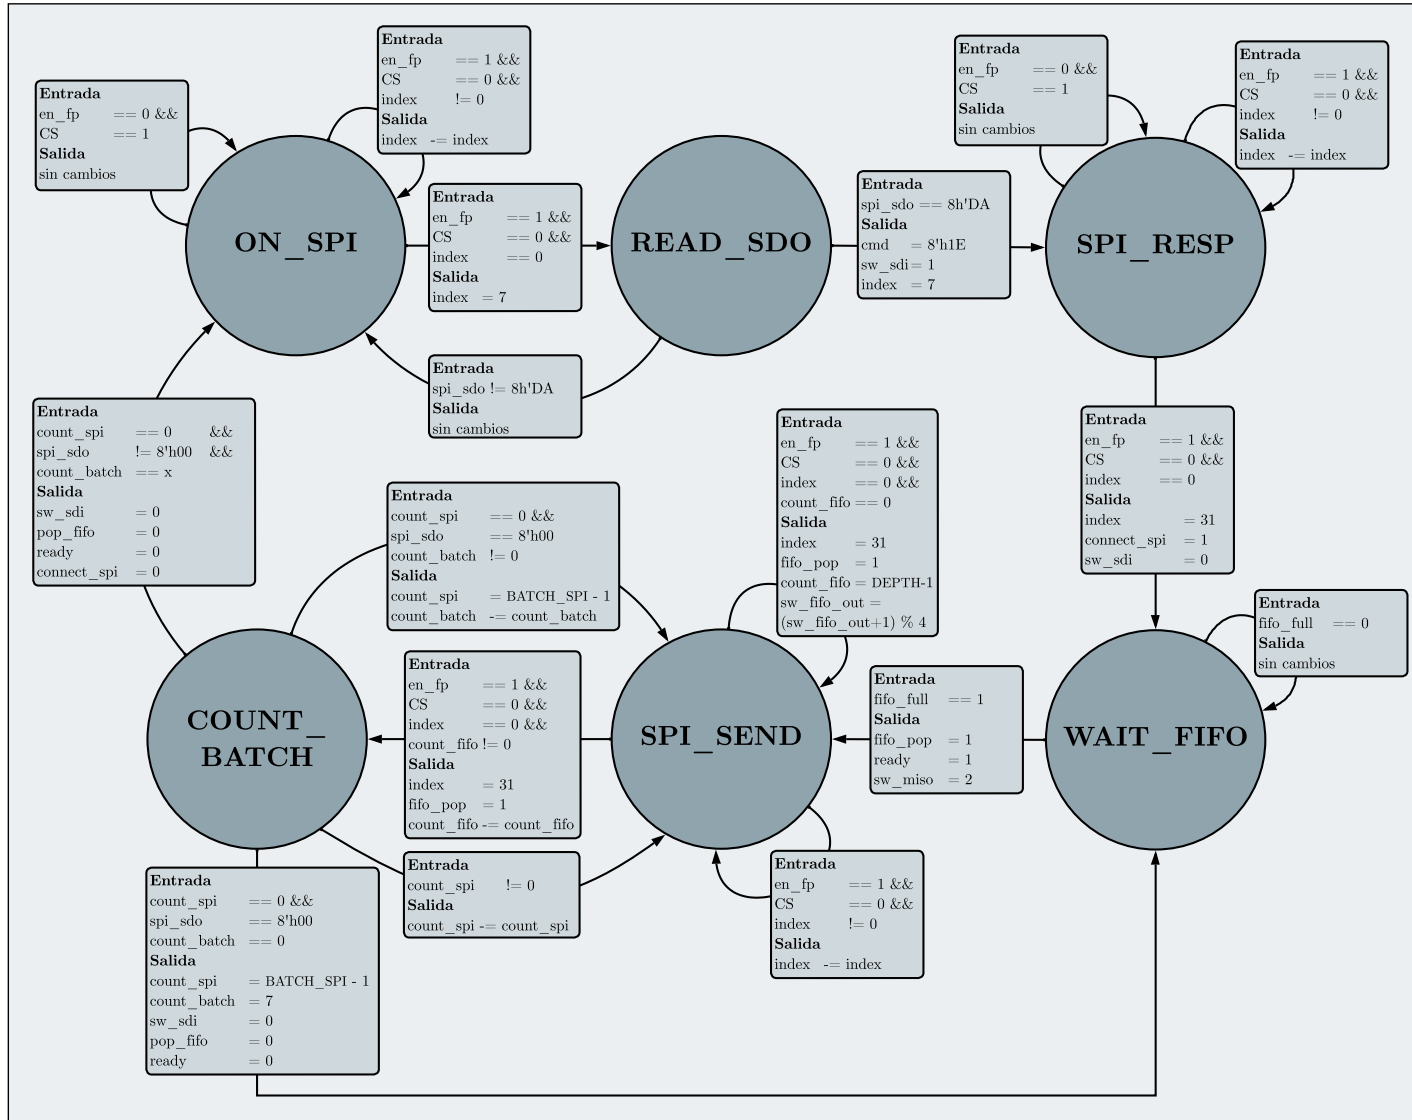 Entrada
en_fp == 0 &&
CS == 1
Salida
sin cambios
Entrada
en_fp == 1 &&
CS == 0 &&
index != 0
Salida
index -= index
ON_SPI
Entrada
en_fp == 1 &&
CS == 0 &&
index == 0
Salida
index = 7
READ_SDO
Entrada
spi_sdo != 8h'DA
Salida
sin cambios
Entrada
spi_sdo == 8h'DA
Salida
cmd = 8'h1E
sw_sdi = 1
index = 7
Entrada
en_fp == 0 &&
CS == 1
Salida
sin cambios
Entrada
en_fp == 1 &&
CS == 0 &&
index != 0
Salida
index -= index
SPI_RESP
Entrada
en_fp == 1 &&
CS == 0 &&
index == 0
Salida
index = 31
connect_spi = 1
sw_sdi = 0
Entrada
count_spi == 0 &&
spi_sdo != 8'h00 &&
count_batch == x
Salida
sw_sdi = 0
pop_fifo = 0
ready = 0
connect_spi = 0
Entrada
count_spi == 0 &&
spi_sdo == 8'h00
count_batch != 0
Salida
count_spi = BATCH_SPI - 1
count_batch -= count_batch
Entrada
en_fp == 1 &&
CS == 0 &&
index == 0 &&
count_fifo == 0
Salida
index = 31
fifo_pop = 1
count_fifo = DEPTH-1
sw_fifo_out =
(sw_fifo_out+1) % 4
Entrada
fifo_full == 0
Salida
sin cambios
COUNT_
BATCH
Entrada
en_fp == 1 &&
CS == 0 &&
index == 0 &&
count_fifo != 0
Salida
index = 31
fifo_pop = 1
count_fifo -= count_fifo
SPI_SEND
Entrada
fifo_full == 1
Salida
fifo_pop = 1
ready = 1
sw_miso = 2
WAIT_FIFO
Entrada
count_spi == 0 &&
spi_sdo == 8'h00
count_batch == 0
Salida
count_spi = BATCH_SPI - 1
count_batch = 7
sw_sdi = 0
pop_fifo = 0
ready = 0
Entrada
count_spi != 0
Salida
count_spi -= count_spi
Entrada
en_fp == 1 &&
CS == 0 &&
index != 0
Salida
index -= index